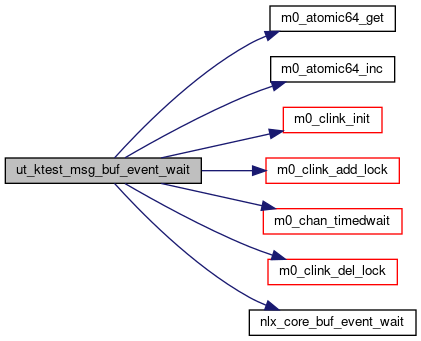 m0_atomic64_get
m0_atomic64_inc
m0_clink_init
ut_ktest_msg_buf_event_wait
m0_clink_add_lock
m0_chan_timedwait
m0_clink_del_lock
nlx_core_buf_event_wait